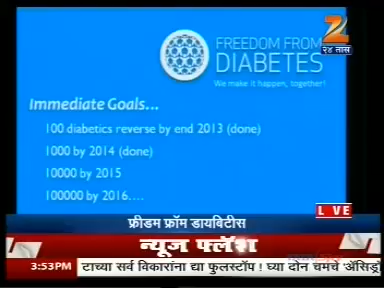 FREEDOM FROM
DIABETES
We make it happen, together!
Z
२४ तास
Immediate Goals...
100 diabetics reverse by end 2013 (done)
1000 by 2014 (done)
10000 by 2015
100000 by 2016....
LIVE
फ्रीडम फ्रॉम डायबिटीस
न्यूज फ्लॅश
3:53PM टाच्या सर्व विकारांना द्या फुलस्टॉप ! घ्या दोन चमचे 'ॲसिड्रॉ